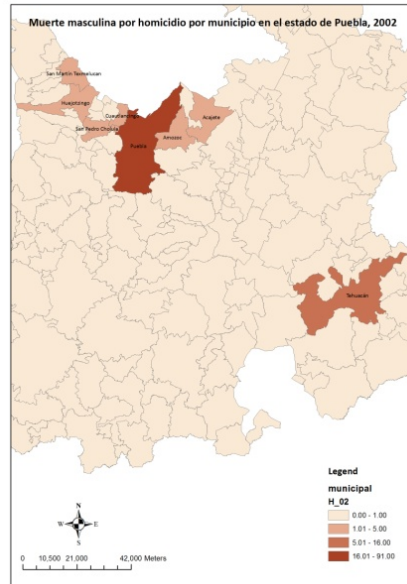 Muerte masculina por homicidio por municipio en el estado de Puebla, 2002
San Martín Texmelucan
Huejotzingo
Cuautlancingo
San Pedro Cholula
Puebla
Amozoc
Acajete
Tehuacán
Legend
municipal
H_02
0.00 - 1.00
1.01 - 5.00
5.01 - 16.00
16.01 - 91.00
N
W E
S
0 10,500 21,000 42,000 Meters